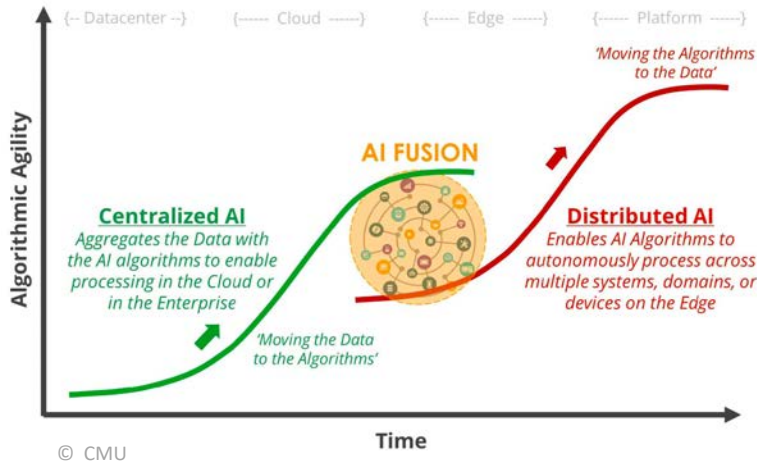 {-- Datacenter --}
{------ Cloud ------}
{------ Edge ------}
{------ Platform ------}
'Moving the Algorithms
to the Data'
AI FUSION
Centralized AI
Aggregates the Data with
the AI algorithms to enable
processing in the Cloud or
in the Enterprise
Distributed AI
Enables AI Algorithms to
autonomously process across
multiple systems, domains, or
devices on the Edge
'Moving the Data
to the Algorithms'
Algorithmic Agility
Time
© CMU